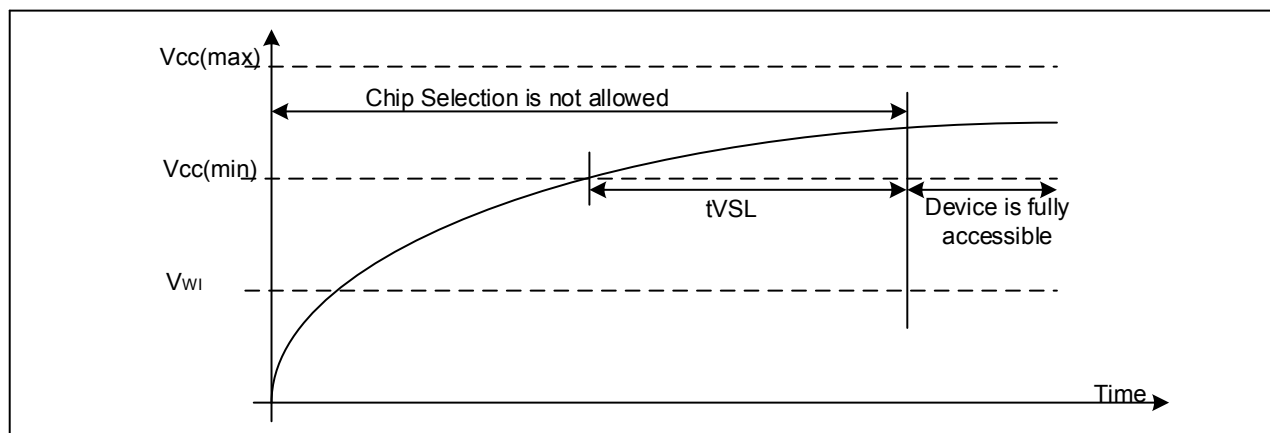 Vcc(max)
Chip Selection is not allowed
Vcc(min)
tVSL
Device is fully
accessible
VWI
Time